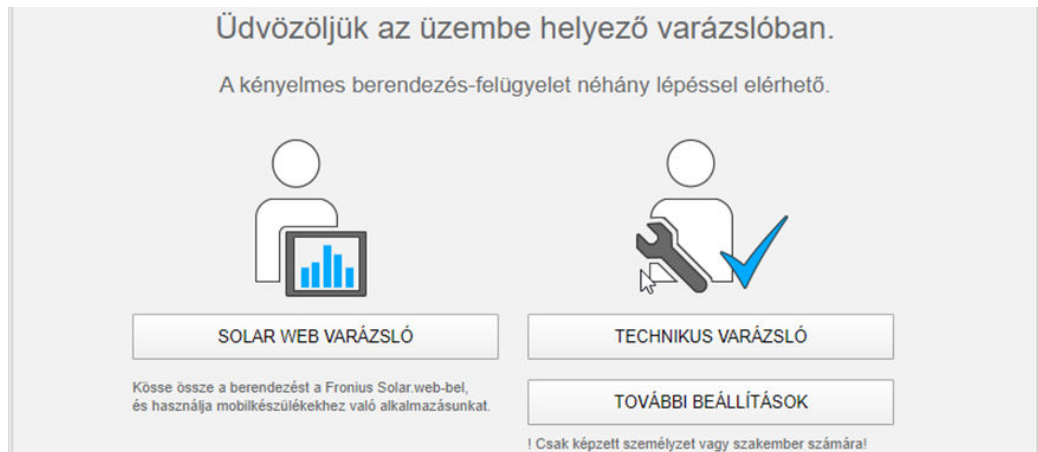 Üdvözöljük az üzembe helyező varázslóban.
A kényelmes berendezés-felügyelet néhány lépéssel elérhető.
SOLAR WEB VARÁZSLÓ
Kösse össze a berendezést a Fronius Solar.web-bel,
és használja mobilkészülékekhez való alkalmazásunkat.
TECHNIKUS VARÁZSLÓ
TOVÁBBI BEÁLLÍTÁSOK
! Csak képzett személyzet vagy szakember számára!